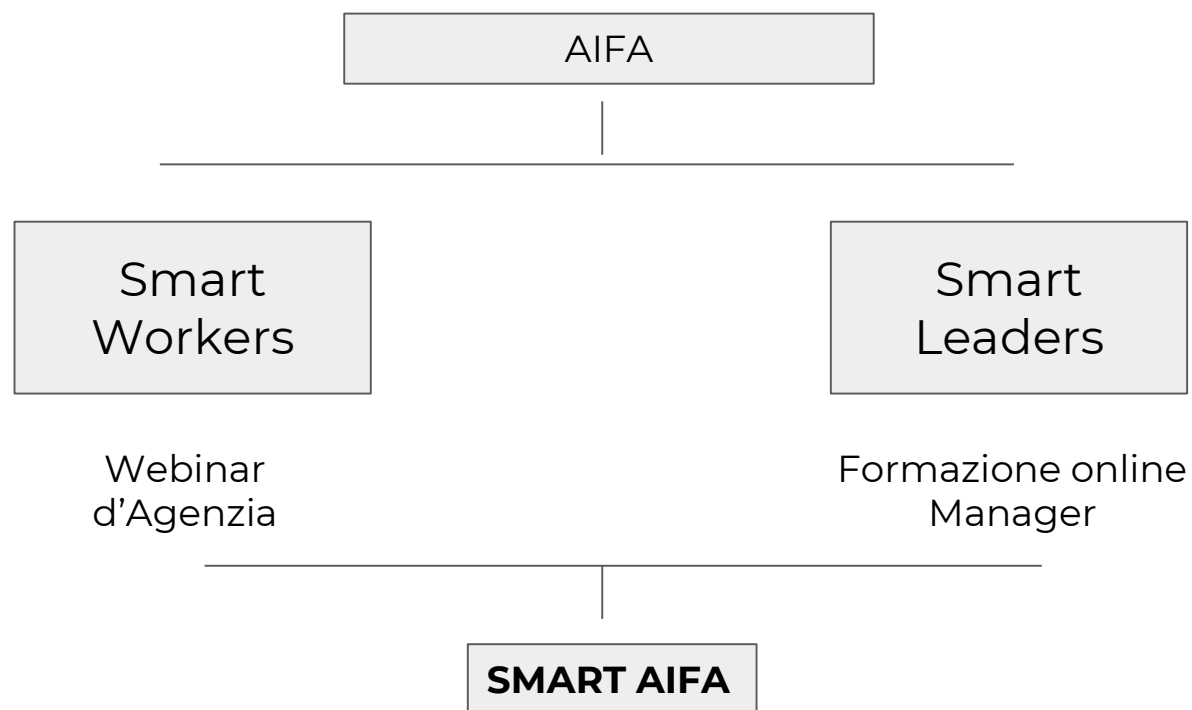 AIFA
Smart
Workers
Smart
Leaders
Webinar
d’Agenzia
Formazione online
Manager
SMART AIFA